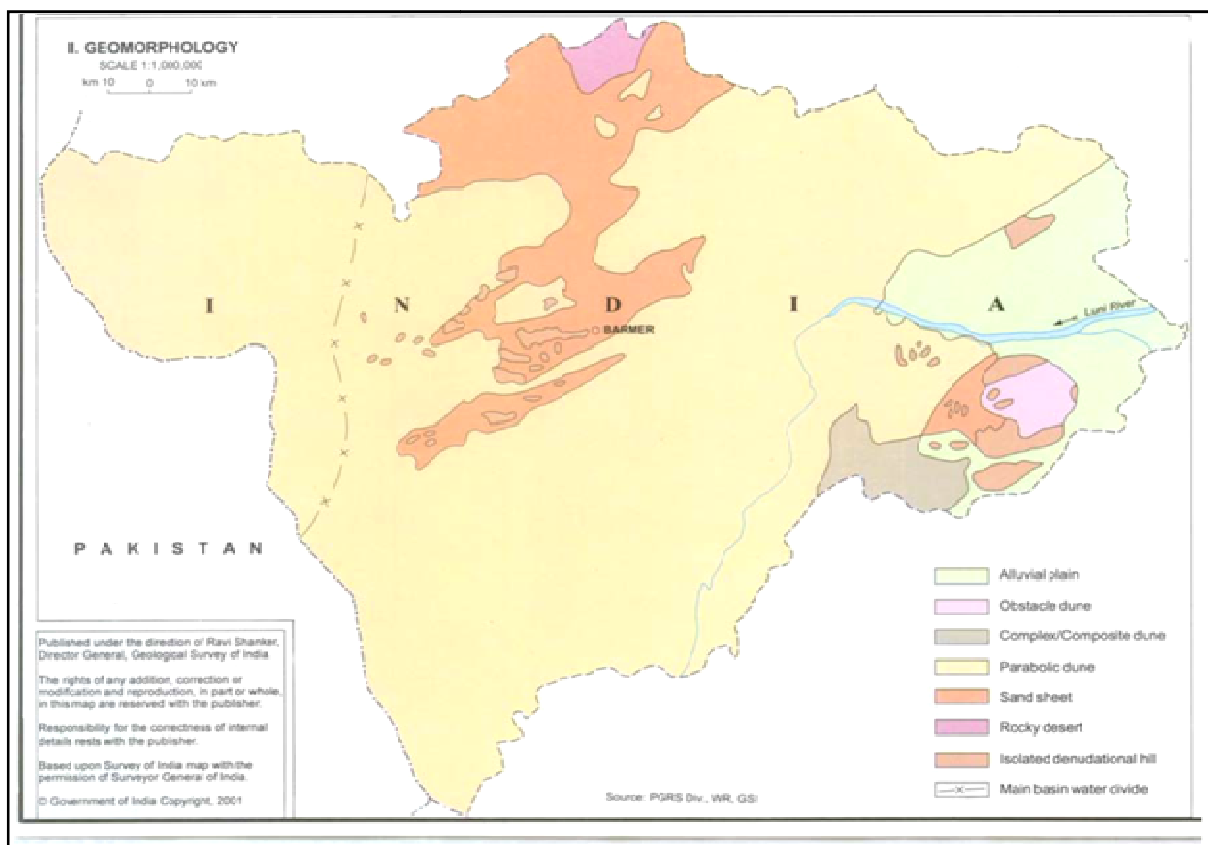 II. GEOMORPHOLOGY
SCALE 1:1,000,000
km 10 0 10 km
I N D I A
Luni River
BARMER
PAKISTAN
Alluvial plain
Obstacle dune
Complex/Composite dune
Parabolic dune
Sand sheet
Rocky desert
Isolated denudational hill
Main basin water divide
Published under the direction of Ravi Shanker,
Director General, Geological Survey of India
The rights of any addition, correction or
modification and reproduction, in part or whole,
in this map are reserved with the publisher.
Responsibility for the correctness of internal
details rests with the publisher.
Based upon Survey of India map with the
permission of Surveyor General of India.
© Government of India Copyright, 2001
Source: PGRS Div., WR, GSI